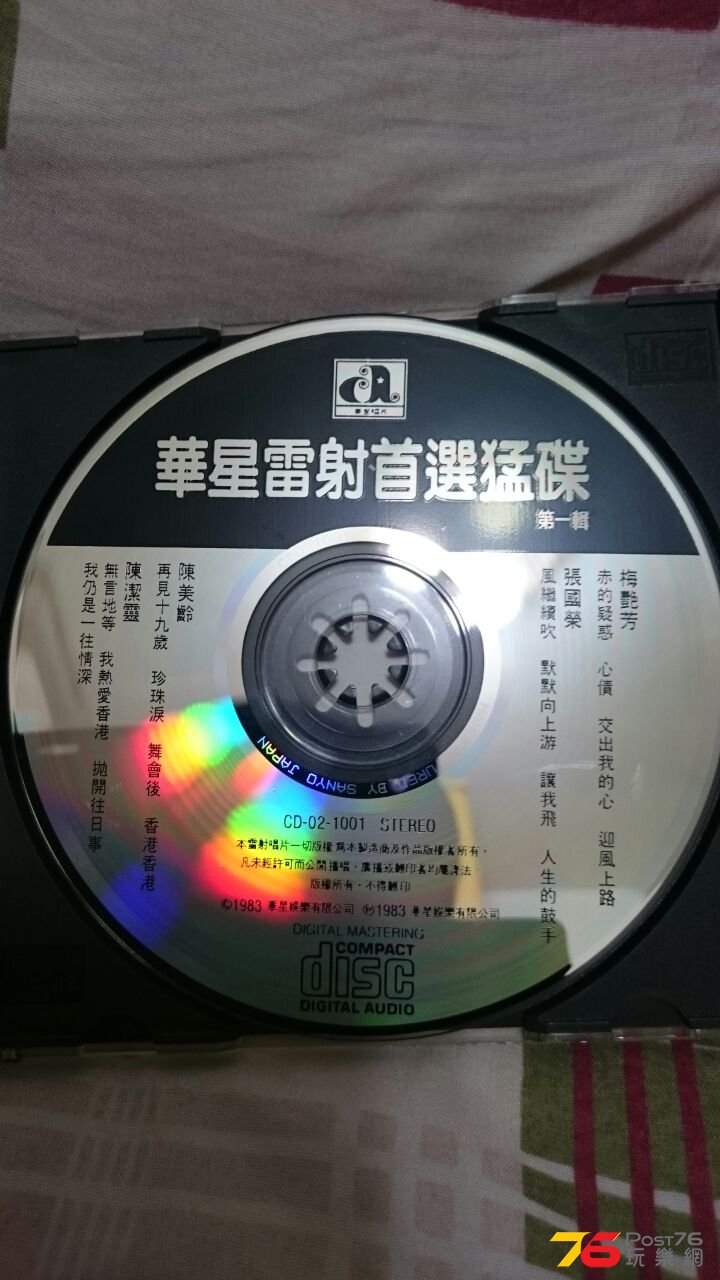 disc
華星唱片
華星雷射首選猛碟
第一輯
梅艷芳
赤的疑惑 心債 交出我的心 迎風上路
張國榮
風繼續吹 默默向上游 讓我飛 人生的鼓手
陳美齡
再見十九歲 珍珠淚 舞會後 香港香港
陳潔靈
無言地等 我熱愛香港 拋開往日事
我仍是一往情深
URED BY SANYO JAPAN
CD-02-1001 STEREO
本雷射唱片一切版權為本製造商及作品版權者所有。
凡未經許可而公開播唱、廣播或翻印者均屬違法。
版權所有·不得翻印
©1983 華星娛樂有限公司 ℗1983 華星娛樂有限公司
DIGITAL MASTERING
COMPACT
disc
DIGITAL AUDIO
76 Post76
玩樂網